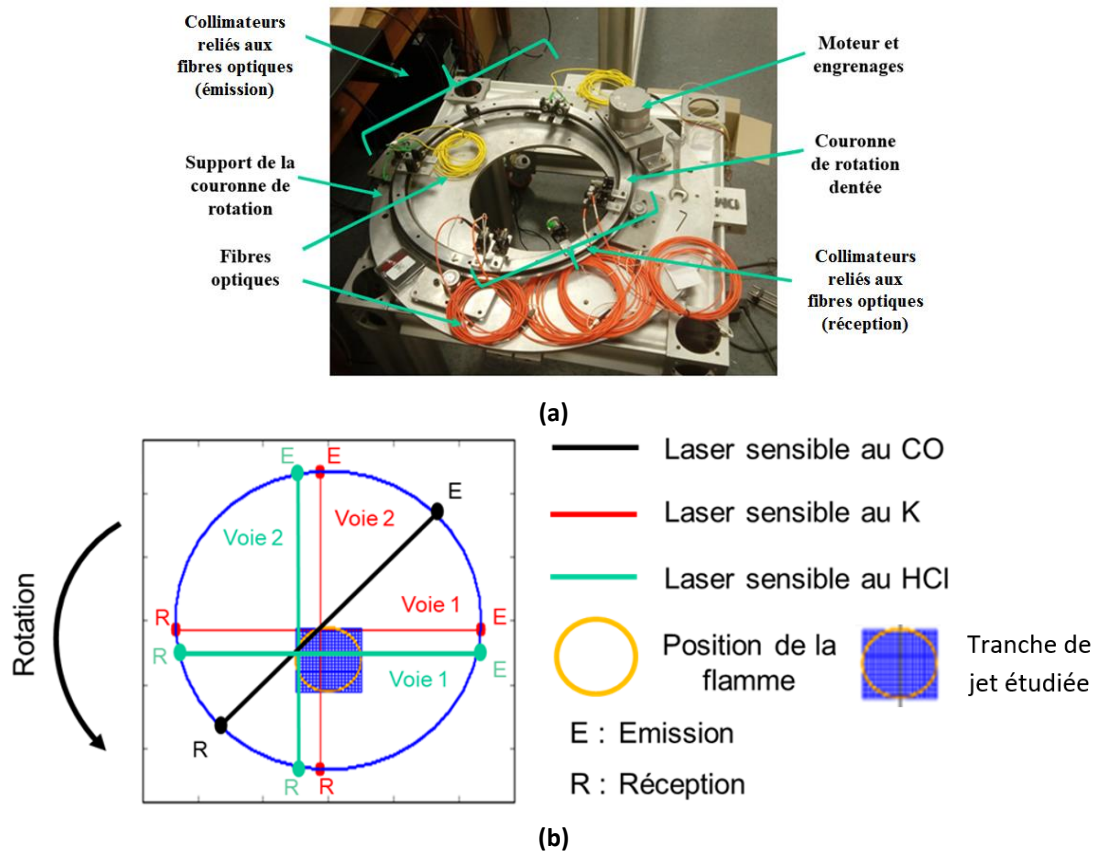 Collimateurs
reliés aux
fibres optiques
(émission)
Moteur et
engrenages
Support de la
couronne de
rotation
Couronne
de rotation
dentée
Fibres
optiques
Collimateurs
reliés aux
fibres optiques
(réception)
(a)
E
E
E
Voie 2
Voie 2
Voie 1
R
E
R
E
Voie 1
R
R
R
Rotation
Laser sensible au CO
Laser sensible au K
Laser sensible au HCl
Position de la
flamme
Tranche de
jet étudiée
E : Emission
R : Réception
(b)